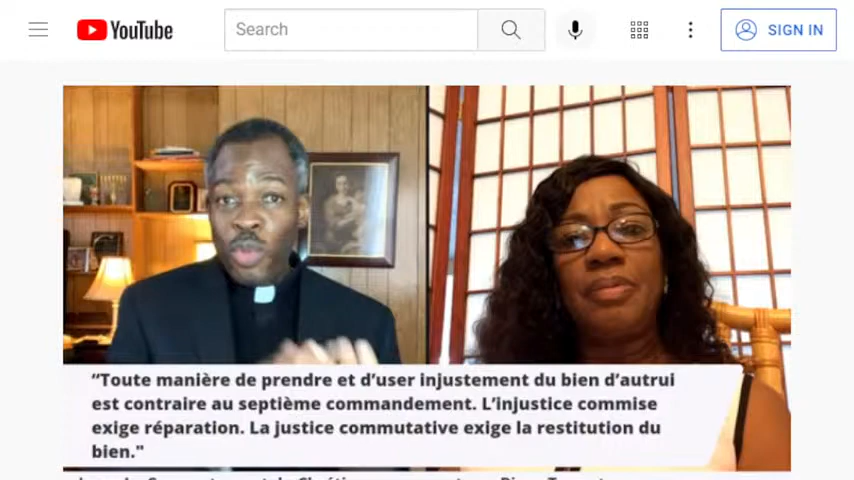 YouTube
Search
SIGN IN
“Toute manière de prendre et d’user injustement du bien d’autrui
est contraire au septième commandement. L’injustice commise
exige réparation. La justice commutative exige la restitution du
bien."